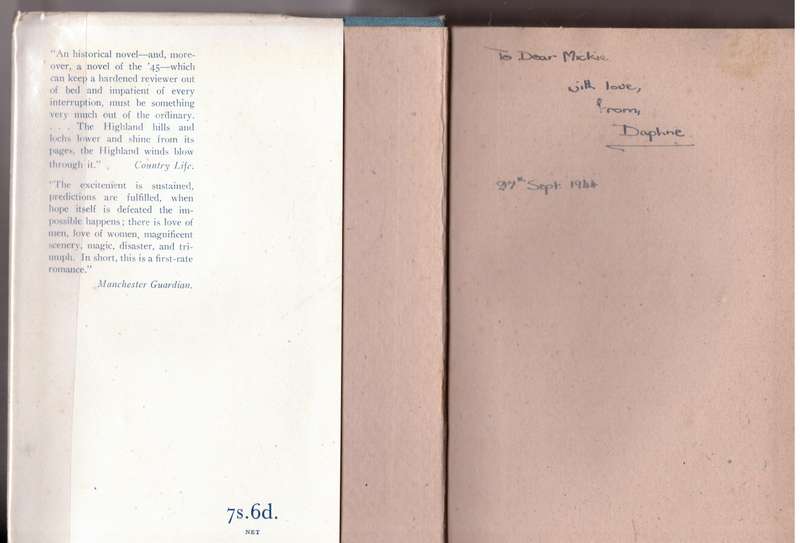 "An historical novel—and, more-
over, a novel of the '45—which
can keep a hardened reviewer out
of bed and impatient of every
interruption, must be something
very much out of the ordinary.
. . . The Highland hills and
lochs lower and shine from its
pages, the Highland winds blow
through it." Country Life.
"The excitement is sustained,
predictions are fulfilled, when
hope itself is defeated the im-
possible happens; there is love of
men, love of women, magnificent
scenery, magic, disaster, and tri-
umph. In short, this is a first-rate
romance."
Manchester Guardian.
7s.6d.
NET
To Dear Mickie
with love,
from,
Daphne.
27th Sept. 1944